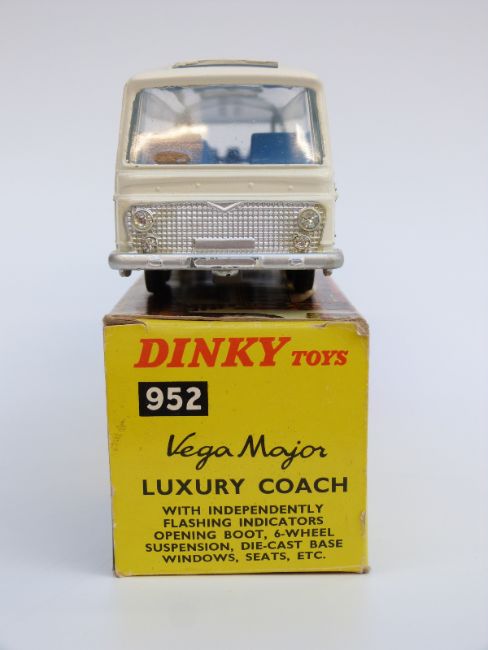 DINKY TOYS
952
Vega Major
LUXURY COACH
WITH INDEPENDENTLY
FLASHING INDICATORS
OPENING BOOT, 6-WHEEL
SUSPENSION, DIE-CAST BASE
WINDOWS, SEATS, ETC.